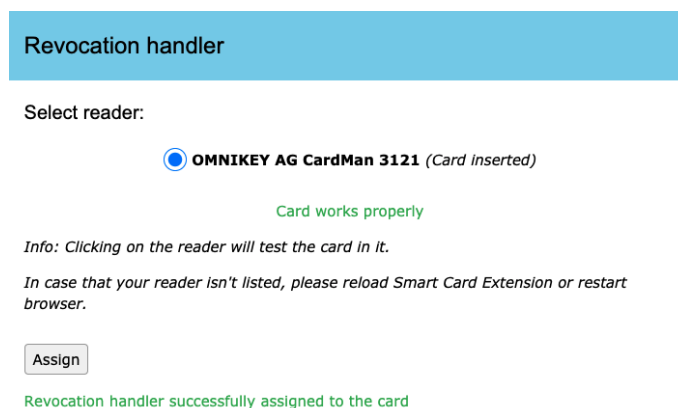 Revocation handler
Select reader:
OMNIKEY AG CardMan 3121 (Card inserted)
Card works properly
Info: Clicking on the reader will test the card in it.
In case that your reader isn't listed, please reload Smart Card Extension or restart
browser.
Assign
Revocation handler successfully assigned to the card